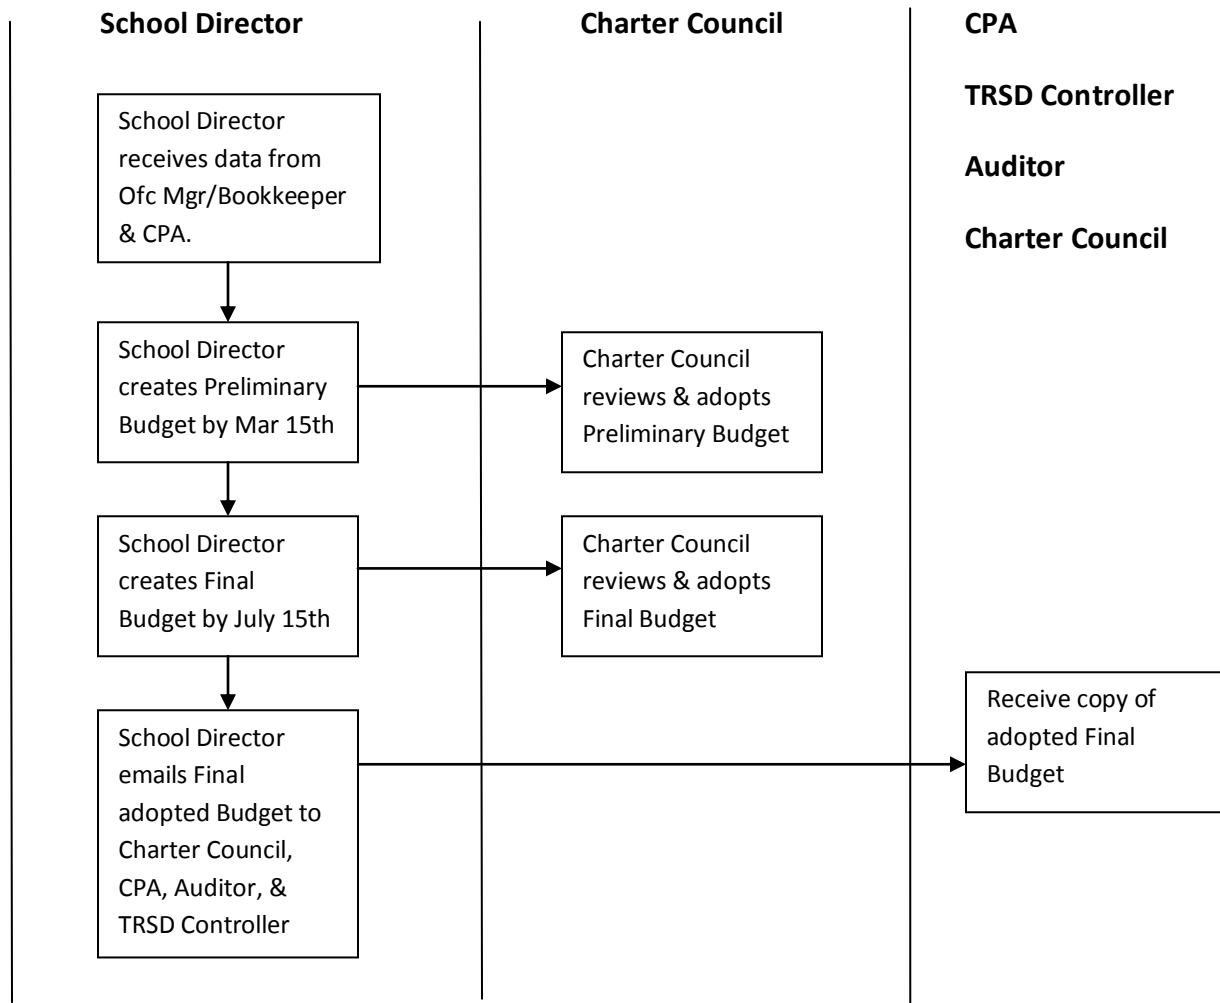 School Director
Charter Council
CPA
TRSD Controller
Auditor
Charter Council
School Director
receives data from
Ofc Mgr/Bookkeeper
& CPA.
School Director
creates Preliminary
Budget by Mar 15th
Charter Council
reviews & adopts
Preliminary Budget
School Director
creates Final
Budget by July 15th
Charter Council
reviews & adopts
Final Budget
School Director
emails Final
adopted Budget to
Charter Council,
CPA, Auditor, &
TRSD Controller
Receive copy of
adopted Final
Budget